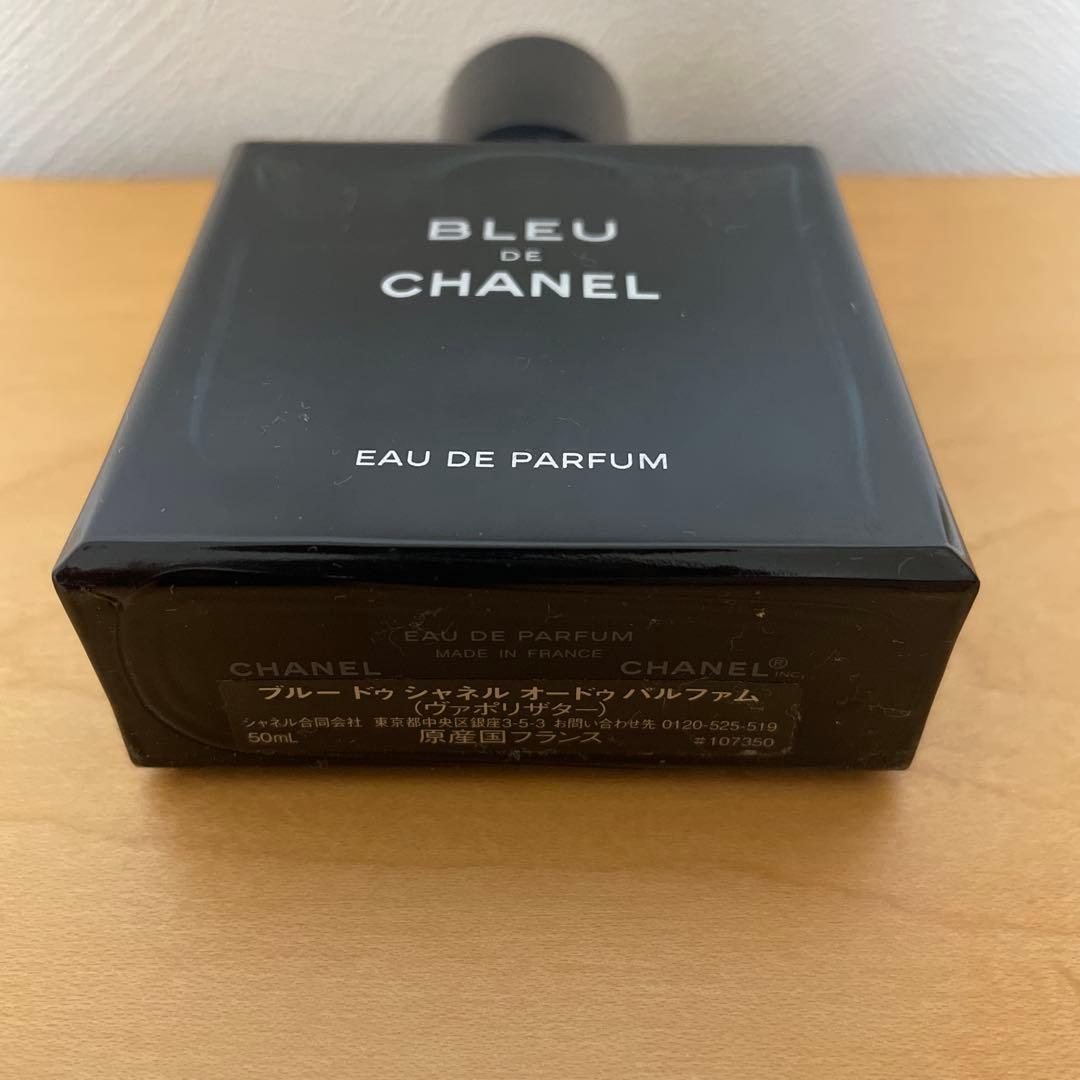 BLEU
DE
CHANEL
EAU DE PARFUM
EAU DE PARFUM
MADE IN FRANCE
CHANEL CHANEL® INC.
ブルー ドゥ シャネル オードゥ パルファム
(ヴァポリザター)
シャネル合同会社 東京都中央区銀座3-5-3 お問い合わせ先 0120-525-519
50mL 原産国フランス #107350